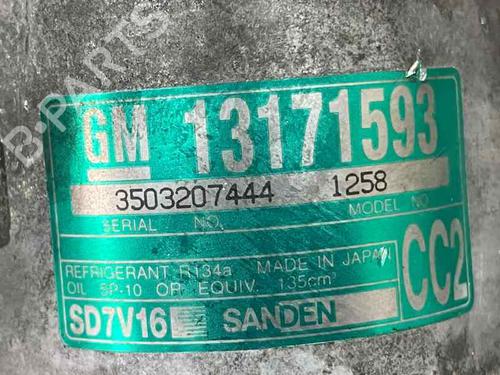 B-PARTS
GM 13171593
3503207444 1258
SERIAL NO. MODEL NO
REFRIGERANT R134a MADE IN JAPAN
OIL SP-10 OR EQUIV. 135cm³
CC2
SD7V16 SANDEN